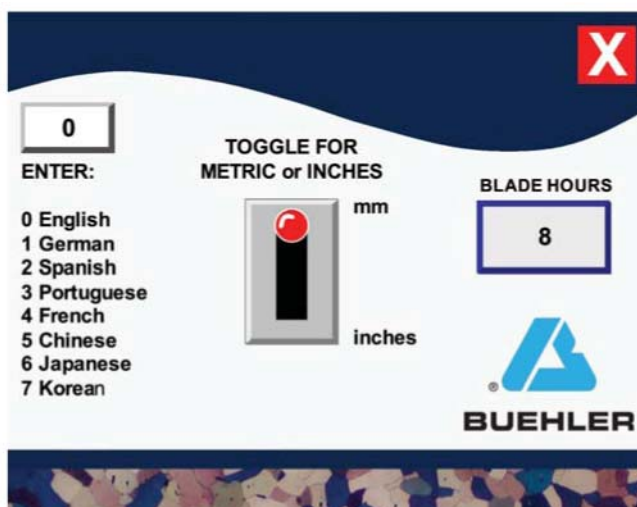 X
0
ENTER:
0 English
1 German
2 Spanish
3 Portuguese
4 French
5 Chinese
6 Japanese
7 Korean
TOGGLE FOR
METRIC or INCHES
mm
inches
BLADE HOURS
8
®
BUEHLER